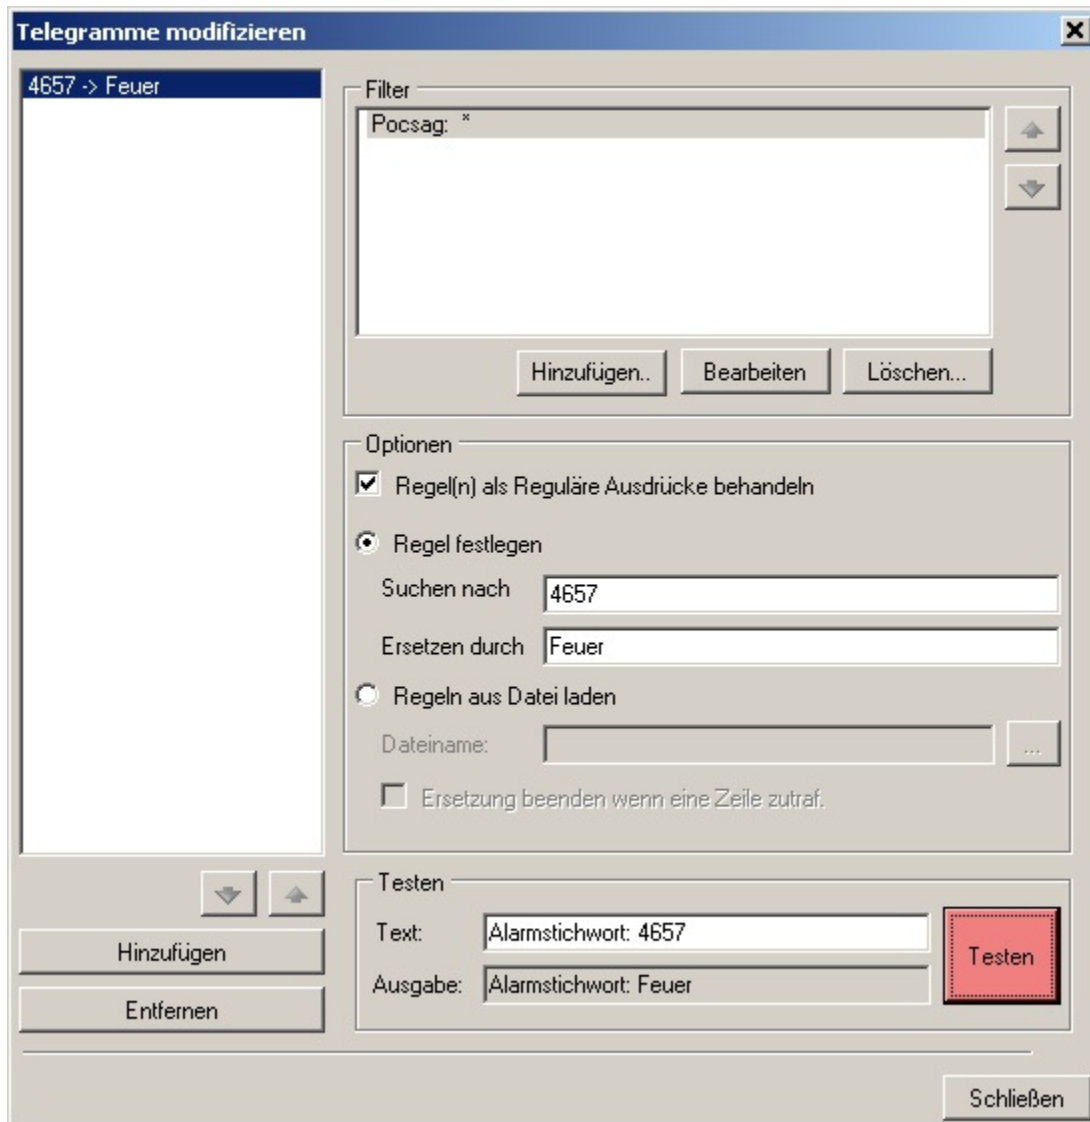 Telegramme modifizieren
4657 -> Feuer
Filter
Pocsag: *
Hinzufügen..
Bearbeiten
Löschen...
Optionen
Regel(n) als Reguläre Ausdrücke behandeln
Regel festlegen
Suchen nach
4657
Ersetzen durch
Feuer
Regeln aus Datei laden
Dateiname:
...
Ersetzung beenden wenn eine Zeile zutraf.
Hinzufügen
Entfernen
Testen
Text:
Alarmstichwort: 4657
Ausgabe:
Alarmstichwort: Feuer
Testen
Schließen